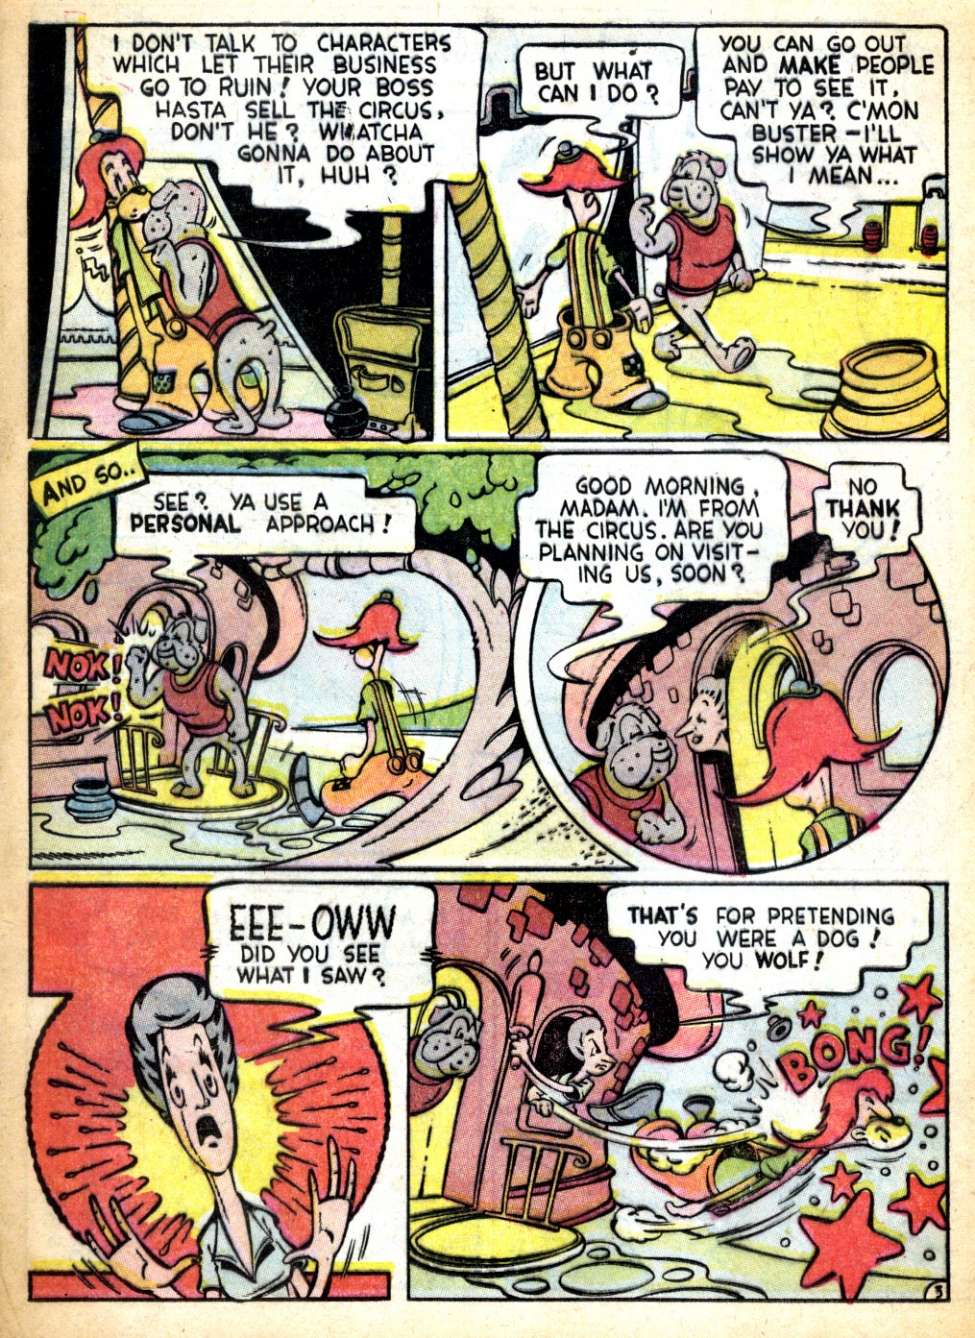 I DON'T TALK TO CHARACTERS
WHICH LET THEIR BUSINESS
GO TO RUIN! YOUR BOSS
HASTA SELL THE CIRCUS,
DON'T HE? WHATCHA
GONNA DO ABOUT
IT, HUH?
BUT WHAT
CAN I DO?
YOU CAN GO OUT
AND MAKE PEOPLE
PAY TO SEE IT,
CAN'T YA? C'MON
BUSTER - I'LL
SHOW YA WHAT
I MEAN...
AND SO..
SEE? YA USE A
PERSONAL APPROACH!
NOK!
NOK!
GOOD MORNING,
MADAM. I'M FROM
THE CIRCUS. ARE YOU
PLANNING ON VISIT-
ING US, SOON?
NO
THANK
YOU!
EEE-OWW
DID YOU SEE
WHAT I SAW?
THAT'S FOR PRETENDING
YOU WERE A DOG!
YOU WOLF!
BONG!
3